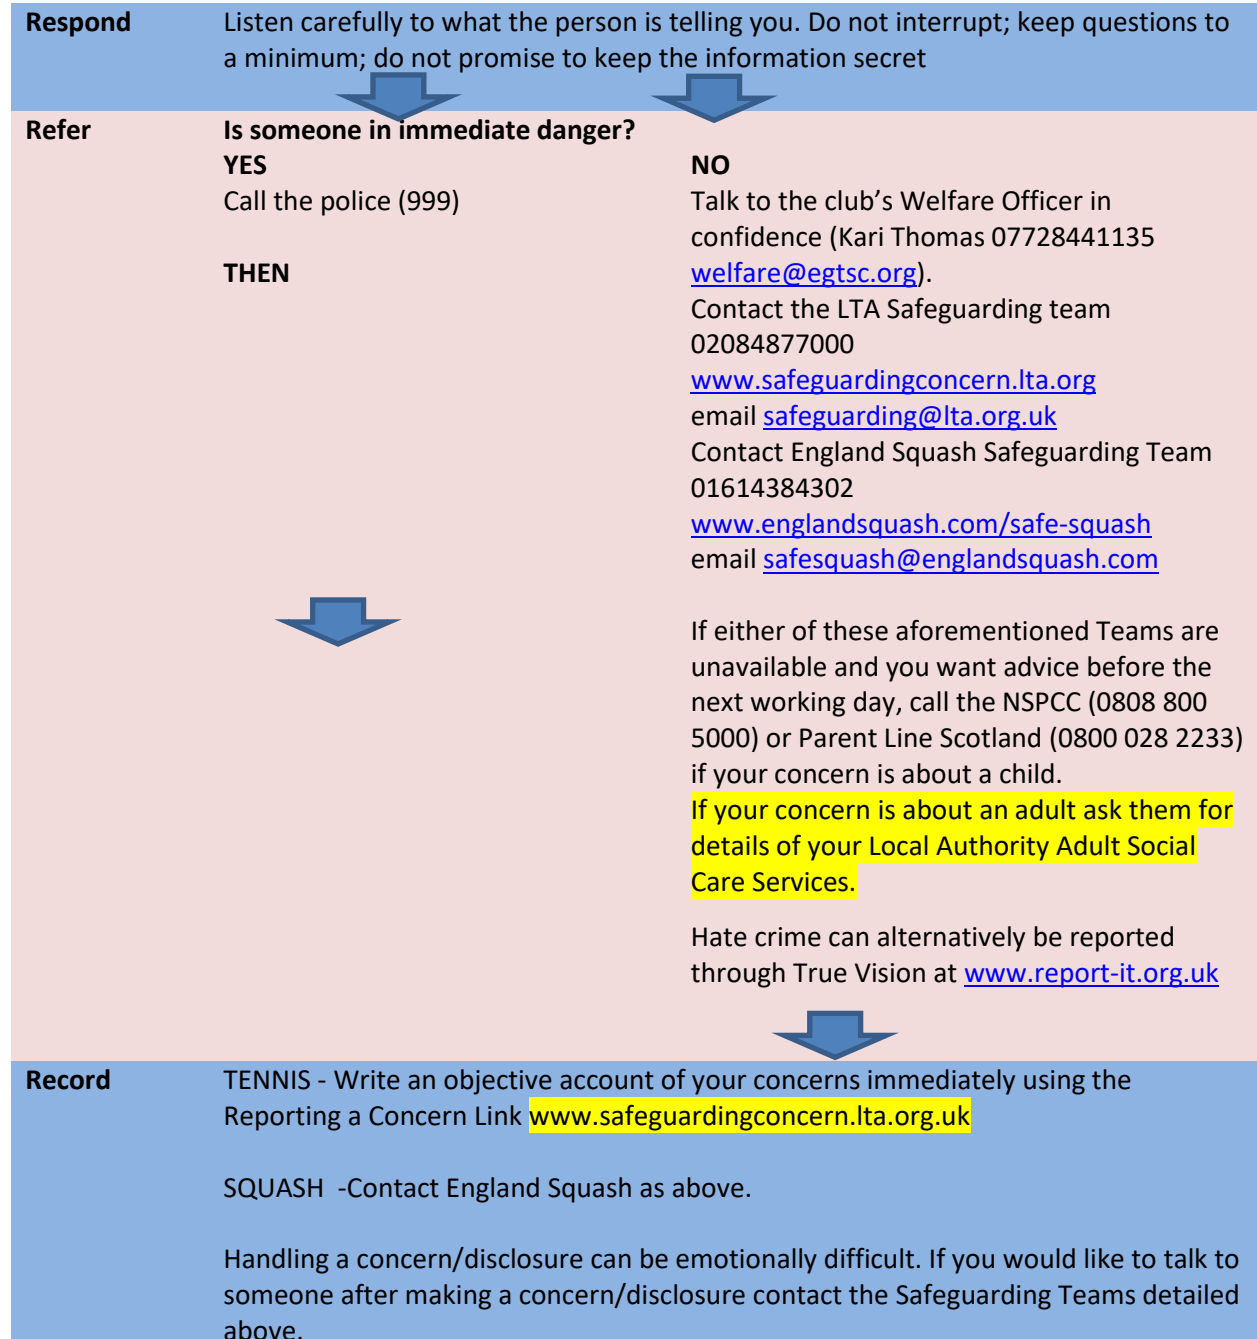 Respond
Listen carefully to what the person is telling you. Do not interrupt; keep questions to
a minimum; do not promise to keep the information secret
Refer
Is someone in immediate danger?
YES
Call the police (999)
THEN
NO
Talk to the club’s Welfare Officer in
confidence (Kari Thomas 07728441135
welfare@egtsc.org).
Contact the LTA Safeguarding team
02084877000
www.safeguardingconcern.lta.org
email safeguarding@lta.org.uk
Contact England Squash Safeguarding Team
01614384302
www.englandsquash.com/safe-squash
email safesquash@englandsquash.com
If either of these aforementioned Teams are
unavailable and you want advice before the
next working day, call the NSPCC (0808 800
5000) or Parent Line Scotland (0800 028 2233)
if your concern is about a child.
If your concern is about an adult ask them for
details of your Local Authority Adult Social
Care Services.
Hate crime can alternatively be reported
through True Vision at www.report-it.org.uk
Record
TENNIS - Write an objective account of your concerns immediately using the
Reporting a Concern Link www.safeguardingconcern.lta.org.uk
SQUASH  -Contact England Squash as above.
Handling a concern/disclosure can be emotionally difficult. If you would like to talk to
someone after making a concern/disclosure contact the Safeguarding Teams detailed
above.